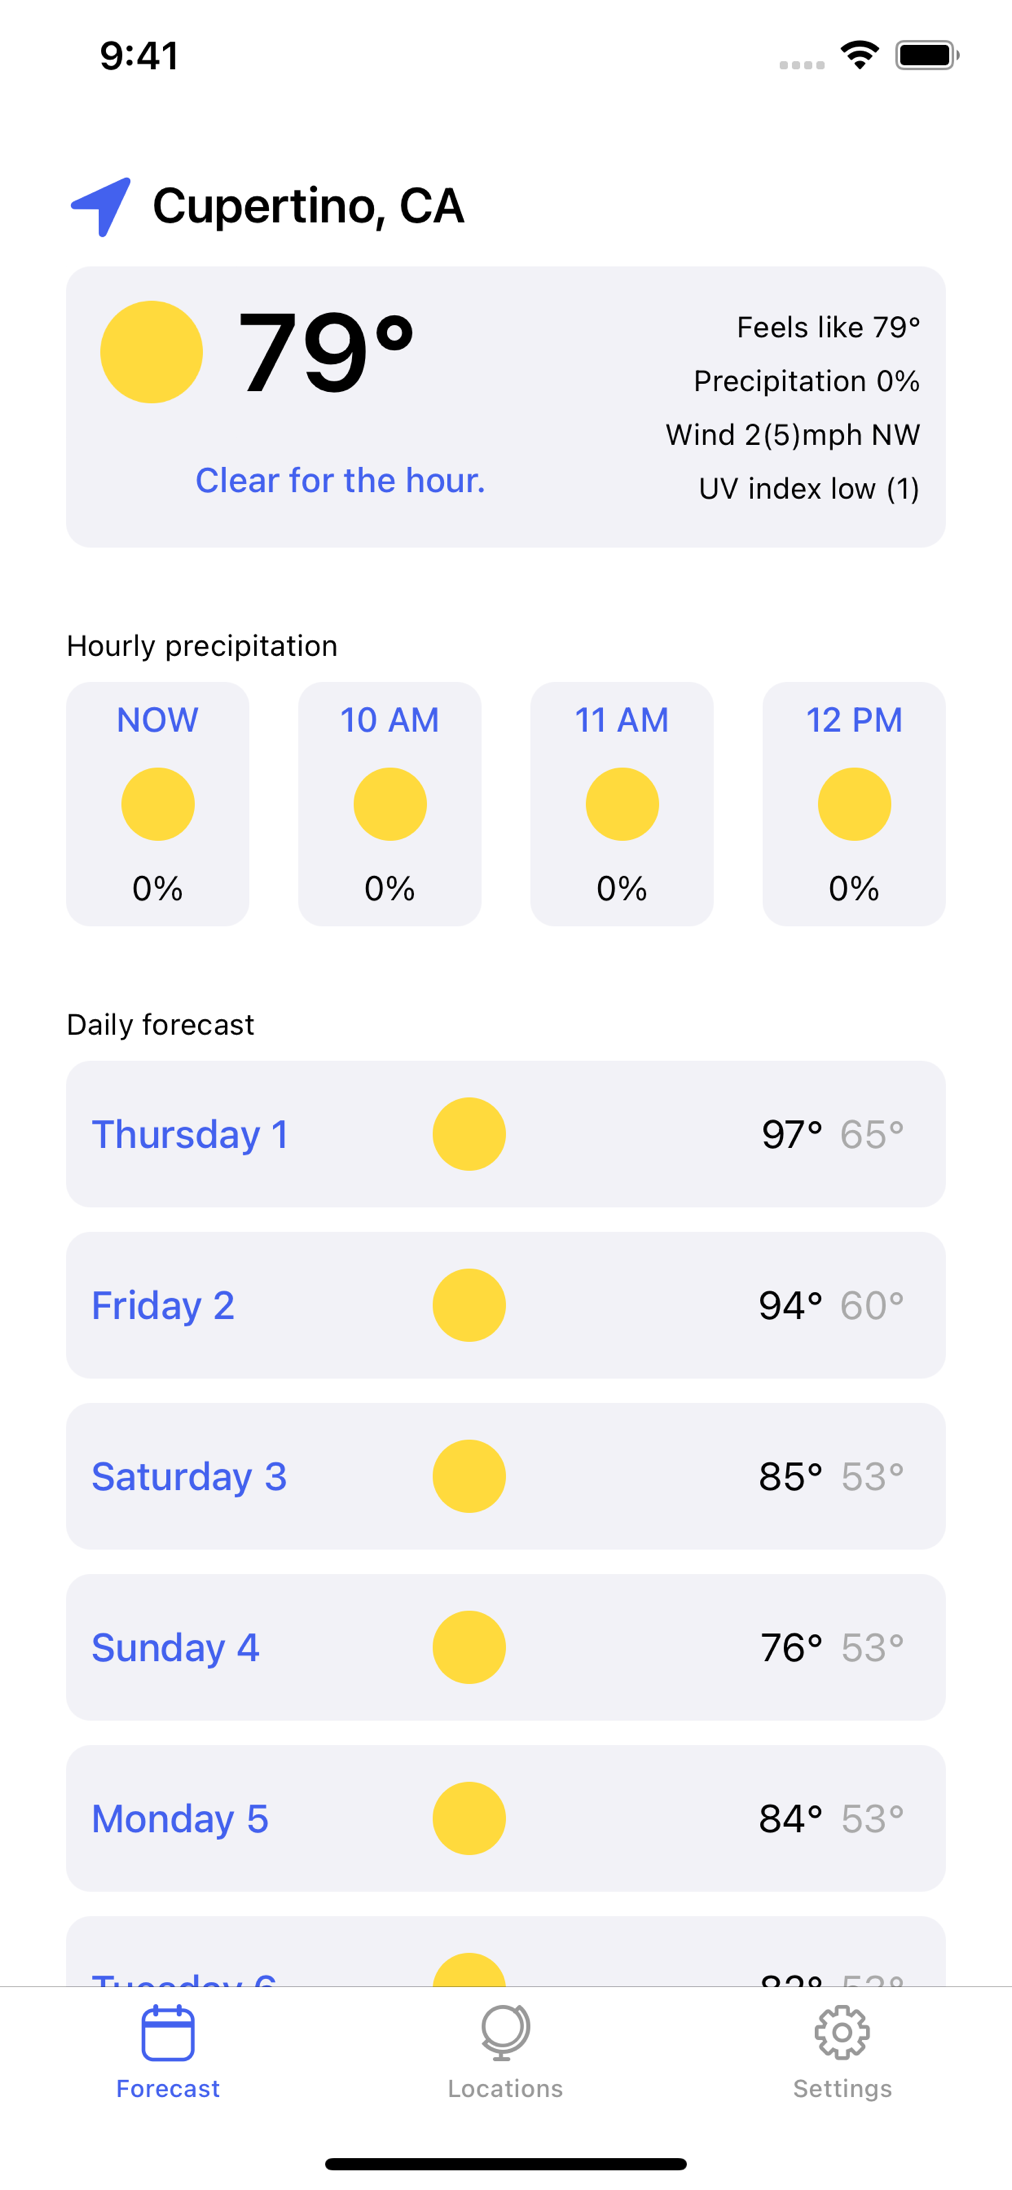 9:41
Cupertino, CA
79°
Feels like 79°
Precipitation 0%
Wind 2(5)mph NW
UV index low (1)
Clear for the hour.
Hourly precipitation
NOW 10 AM 11 AM 12 PM
0% 0% 0% 0%
Daily forecast
Thursday 1 97° 65°
Friday 2 94° 60°
Saturday 3 85° 53°
Sunday 4 76° 53°
Monday 5 84° 53°
Tuesday 6
Forecast Locations Settings